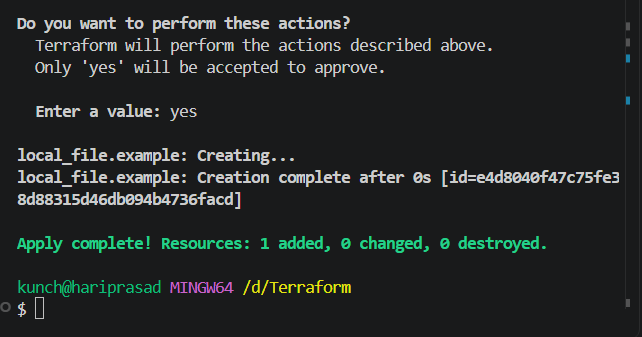 Do you want to perform these actions?
Terraform will perform the actions described above.
Only 'yes' will be accepted to approve.
Enter a value: yes
local_file.example: Creating...
local_file.example: Creation complete after 0s [id=e4d8040f47c75fe3
8d88315d46db094b4736facd]
Apply complete! Resources: 1 added, 0 changed, 0 destroyed.
kunch@hariprasad MINGW64 /d/Terraform
$